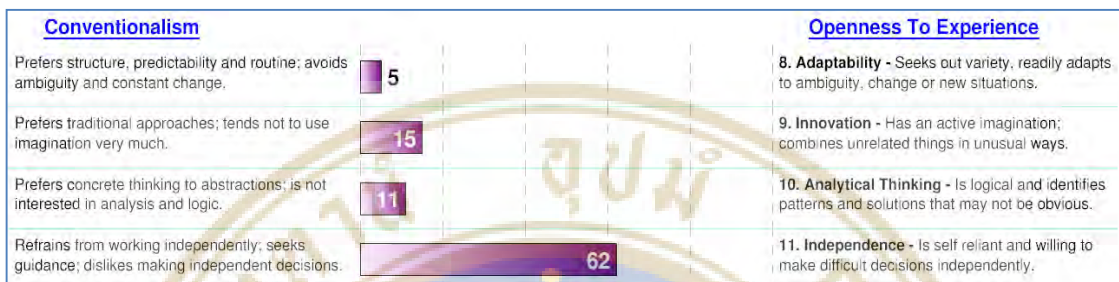 Conventionalism
Openness To Experience
Prefers structure, predictability and routine; avoids
ambiguity and constant change.
5
8. Adaptability - Seeks out variety, readily adapts
to ambiguity, change or new situations.
Prefers traditional approaches; tends not to use
imagination very much.
15
9. Innovation - Has an active imagination;
combines unrelated things in unusual ways.
Prefers concrete thinking to abstractions; is not
interested in analysis and logic.
11
10. Analytical Thinking - Is logical and identifies
patterns and solutions that may not be obvious.
Refrains from working independently; seeks
guidance; dislikes making independent decisions.
62
11. Independence - Is self reliant and willing to
make difficult decisions independently.